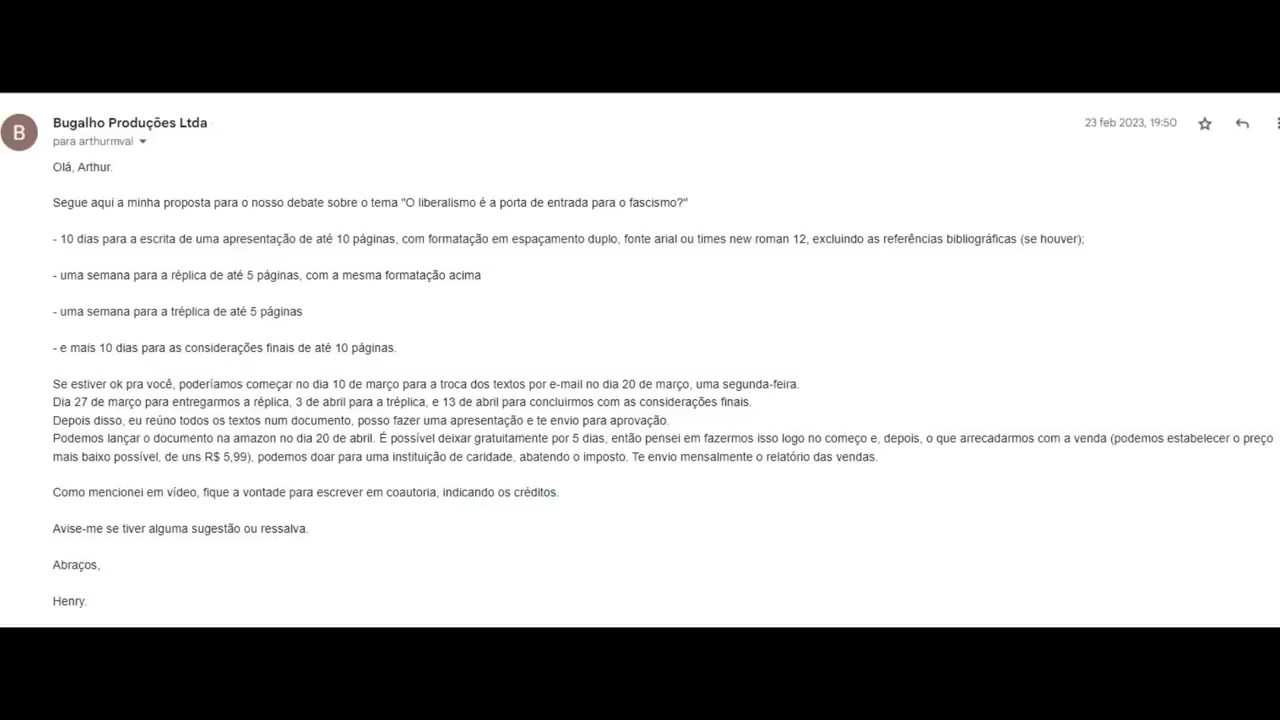 B
Bugalho Produções Ltda
23 feb 2023, 19:50
para arthurmval
Olá, Arthur.
Segue aqui a minha proposta para o nosso debate sobre o tema "O liberalismo é a porta de entrada para o fascismo?"
- 10 dias para a escrita de uma apresentação de até 10 páginas, com formatação em espaçamento duplo, fonte arial ou times new roman 12, excluindo as referências bibliográficas (se houver);
- uma semana para a réplica de até 5 páginas, com a mesma formatação acima
- uma semana para a tréplica de até 5 páginas
- e mais 10 dias para as considerações finais de até 10 páginas.
Se estiver ok pra você, poderíamos começar no dia 10 de março para a troca dos textos por e-mail no dia 20 de março, uma segunda-feira.
Dia 27 de março para entregarmos a réplica, 3 de abril para a tréplica, e 13 de abril para concluirmos com as considerações finais.
Depois disso, eu reúno todos os textos num documento, posso fazer uma apresentação e te envio para aprovação.
Podemos lançar o documento na amazon no dia 20 de abril. É possível deixar gratuitamente por 5 dias, então pensei em fazermos isso logo no começo e, depois, o que arrecadarmos com a venda (podemos estabelecer o preço
mais baixo possível, de uns R$ 5,99), podemos doar para uma instituição de caridade, abatendo o imposto. Te envio mensalmente o relatório das vendas.
Como mencionei em vídeo, fique a vontade para escrever em coautoria, indicando os créditos.
Avise-me se tiver alguma sugestão ou ressalva.
Abraços,
Henry.